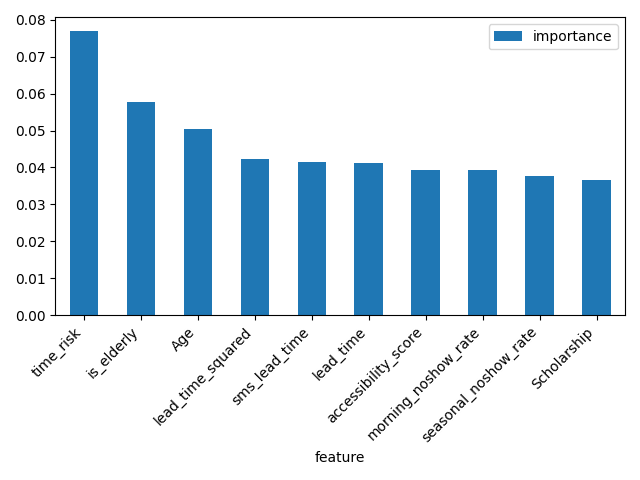 importance
0.08
0.07
0.06
0.05
0.04
0.03
0.02
0.01
0.00
time_risk
is_elderly
Age
lead_time_squared
sms_lead_time
lead_time
accessibility_score
morning_noshow_rate
seasonal_noshow_rate
Scholarship
feature